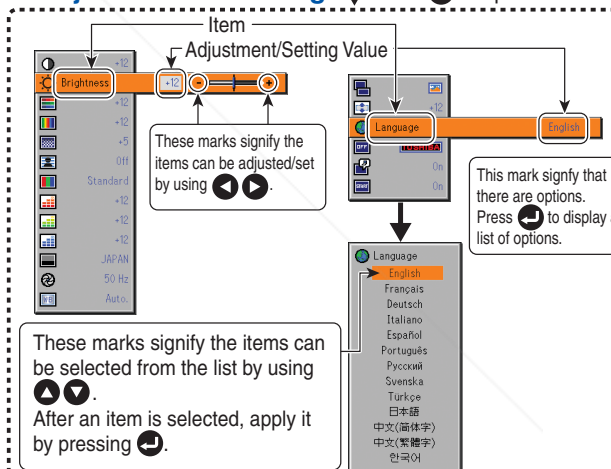 Item
Adjustment/Setting Value
+12
Brightness +12
+12
+12
+5
Off
Standard
+12
+12
+12
JAPAN
50 Hz
Auto.
These marks signify the
items can be adjusted/set
by using
+12
Language English
OFF TOSHIBA
On
On
This mark signfy that
there are options.
Press to display a
list of options.
Language
English
Français
Deutsch
Italiano
Español
Português
Русский
Svenska
Türkçe
日本語
中文(简体字)
中文(繁體字)
한국어
These marks signify the items can
be selected from the list by using
.
After an item is selected, apply it
by pressing .